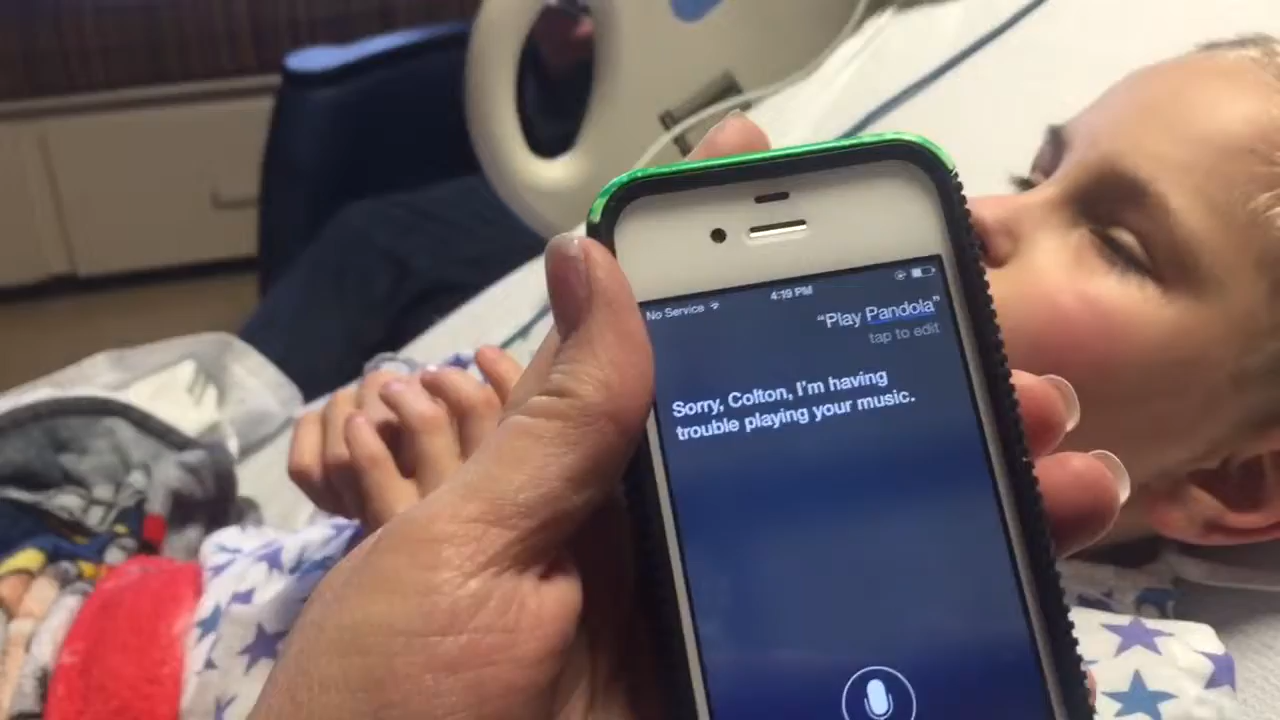 No Service 4:19 PM
“Play Pandola”
tap to edit
Sorry, Colton, I'm having
trouble playing your music.